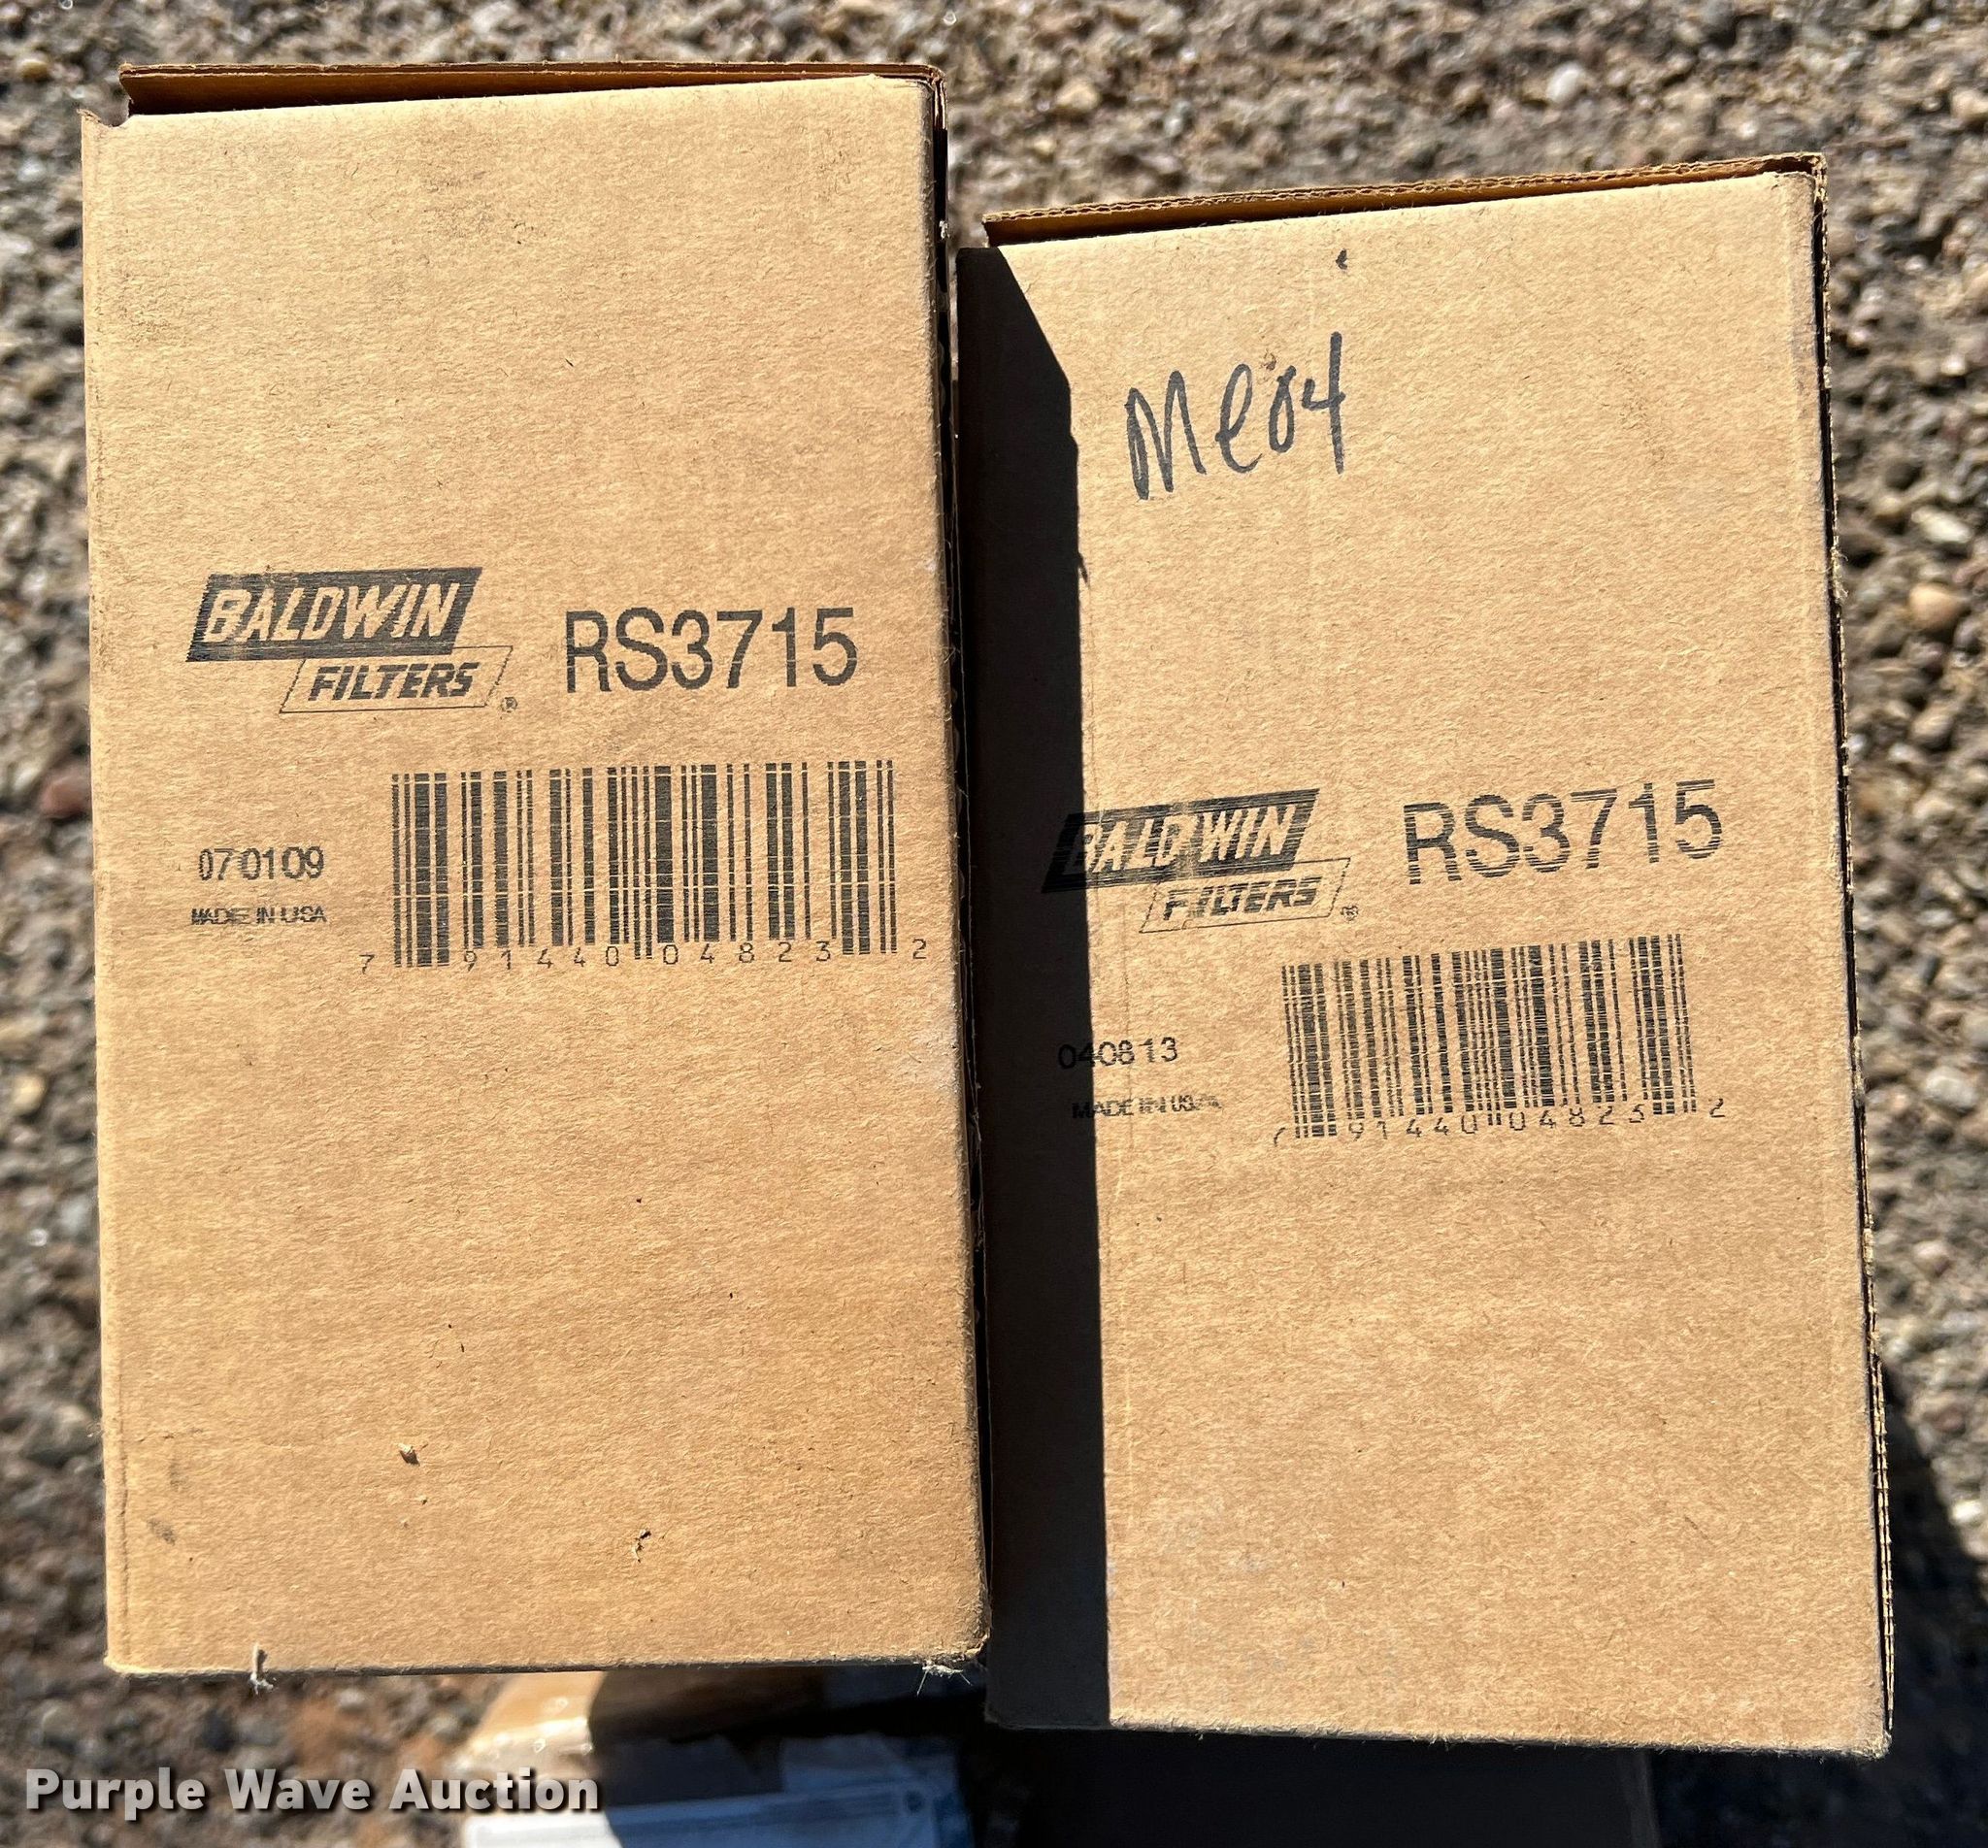 BALDWIN
FILTERS®
RS3715
070109
MADE IN USA
7 91440 04823 2
Me04
BALDWIN
FILTERS®
RS3715
040813
MADE IN USA
7 91440 04823 2
Purple Wave Auction